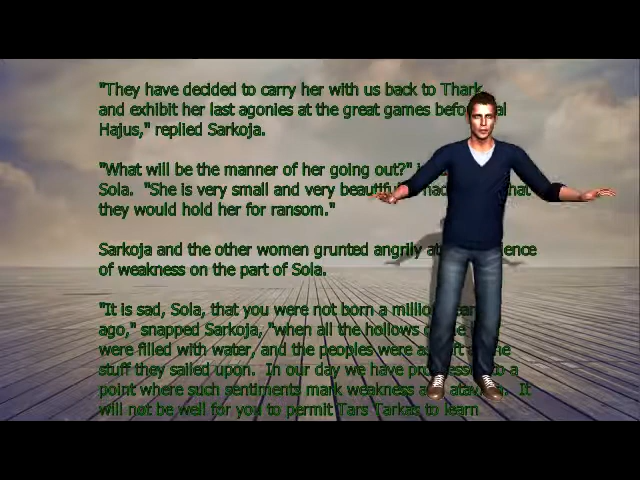 "They have decided to carry her with us back to Thark,
and exhibit her last agonies at the great games
Hajus," replied Sarkoja.
"What will be the manner of her going out?"
Sola. "She is very small and very
they would hold her for ransom."
Sarkoja and the other women grunted angrily at
of weakness on the part of Sola.
"It is sad, Sola, that you were not born a million
ago," snapped Sarkoja, "when all the hollows
were filled with water, and the peoples were as
stuff they sailed upon. In our day we have to a
point where such sentiments mark weakness It
will not be well for you to permit Tars Tarkas to learn